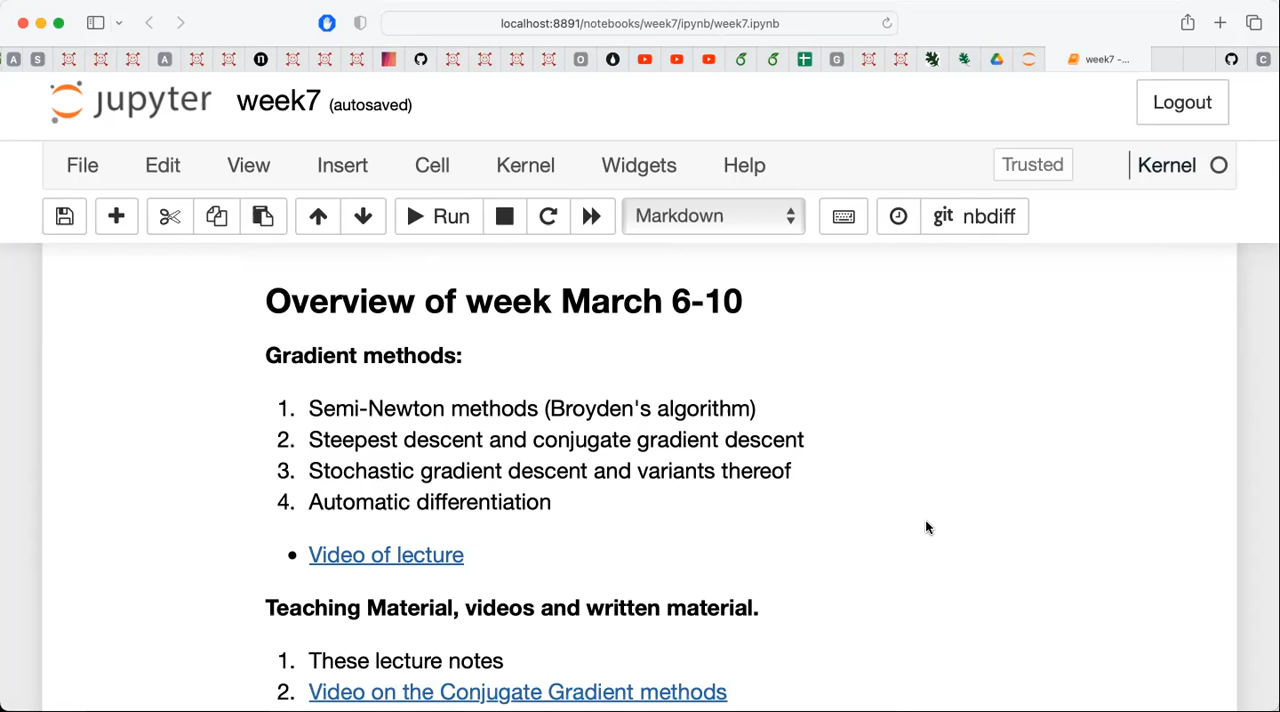 localhost:8891/notebooks/week7/ipynb/week7.ipynb
A S A n O G week7 -... C
jupyter week7 (autosaved) Logout
File Edit View Insert Cell Kernel Widgets Help Trusted Kernel
Run Markdown git nbdiff
Overview of week March 6-10
Gradient methods:
1. Semi-Newton methods (Broyden's algorithm)
2. Steepest descent and conjugate gradient descent
3. Stochastic gradient descent and variants thereof
4. Automatic differentiation
• Video of lecture
Teaching Material, videos and written material.
1. These lecture notes
2. Video on the Conjugate Gradient methods